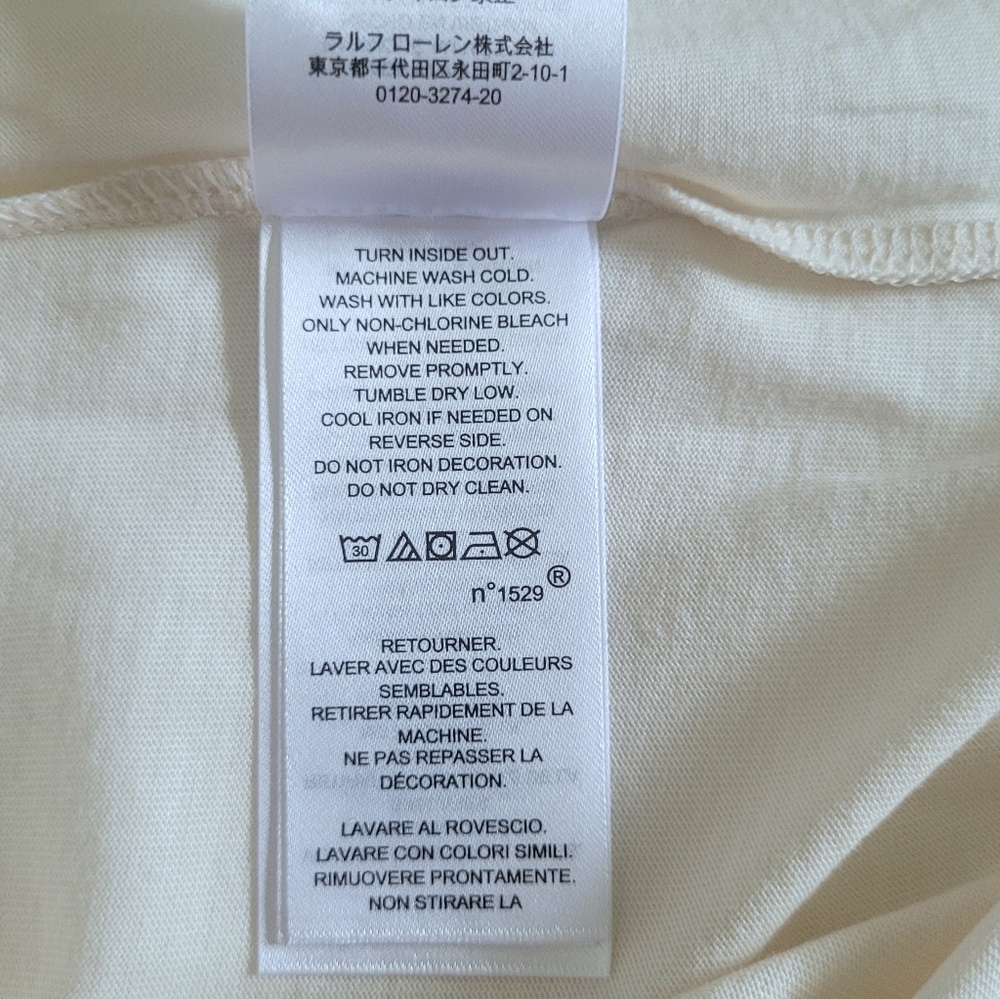 ラルフ ローレン株式会社
東京都千代田区永田町2-10-1
0120-3274-20
TURN INSIDE OUT.
MACHINE WASH COLD.
WASH WITH LIKE COLORS.
ONLY NON-CHLORINE BLEACH
WHEN NEEDED.
REMOVE PROMPTLY.
TUMBLE DRY LOW.
COOL IRON IF NEEDED ON
REVERSE SIDE.
DO NOT IRON DECORATION.
DO NOT DRY CLEAN.
30
n°1529®
RETOURNER.
LAVER AVEC DES COULEURS
SEMBLABLES.
RETIRER RAPIDEMENT DE LA
MACHINE.
NE PAS REPASSER LA
DÉCORATION.
LAVARE AL ROVESCIO.
LAVARE CON COLORI SIMILI.
RIMUOVERE PRONTAMENTE.
NON STIRARE LA